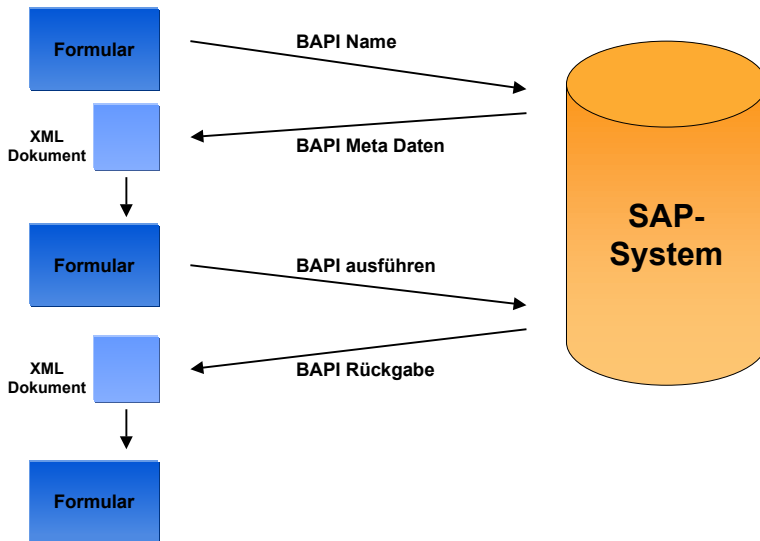 Formular
BAPI Name
XML
Dokument
BAPI Meta Daten
SAP-
System
Formular
BAPI ausführen
XML
Dokument
BAPI Rückgabe
Formular